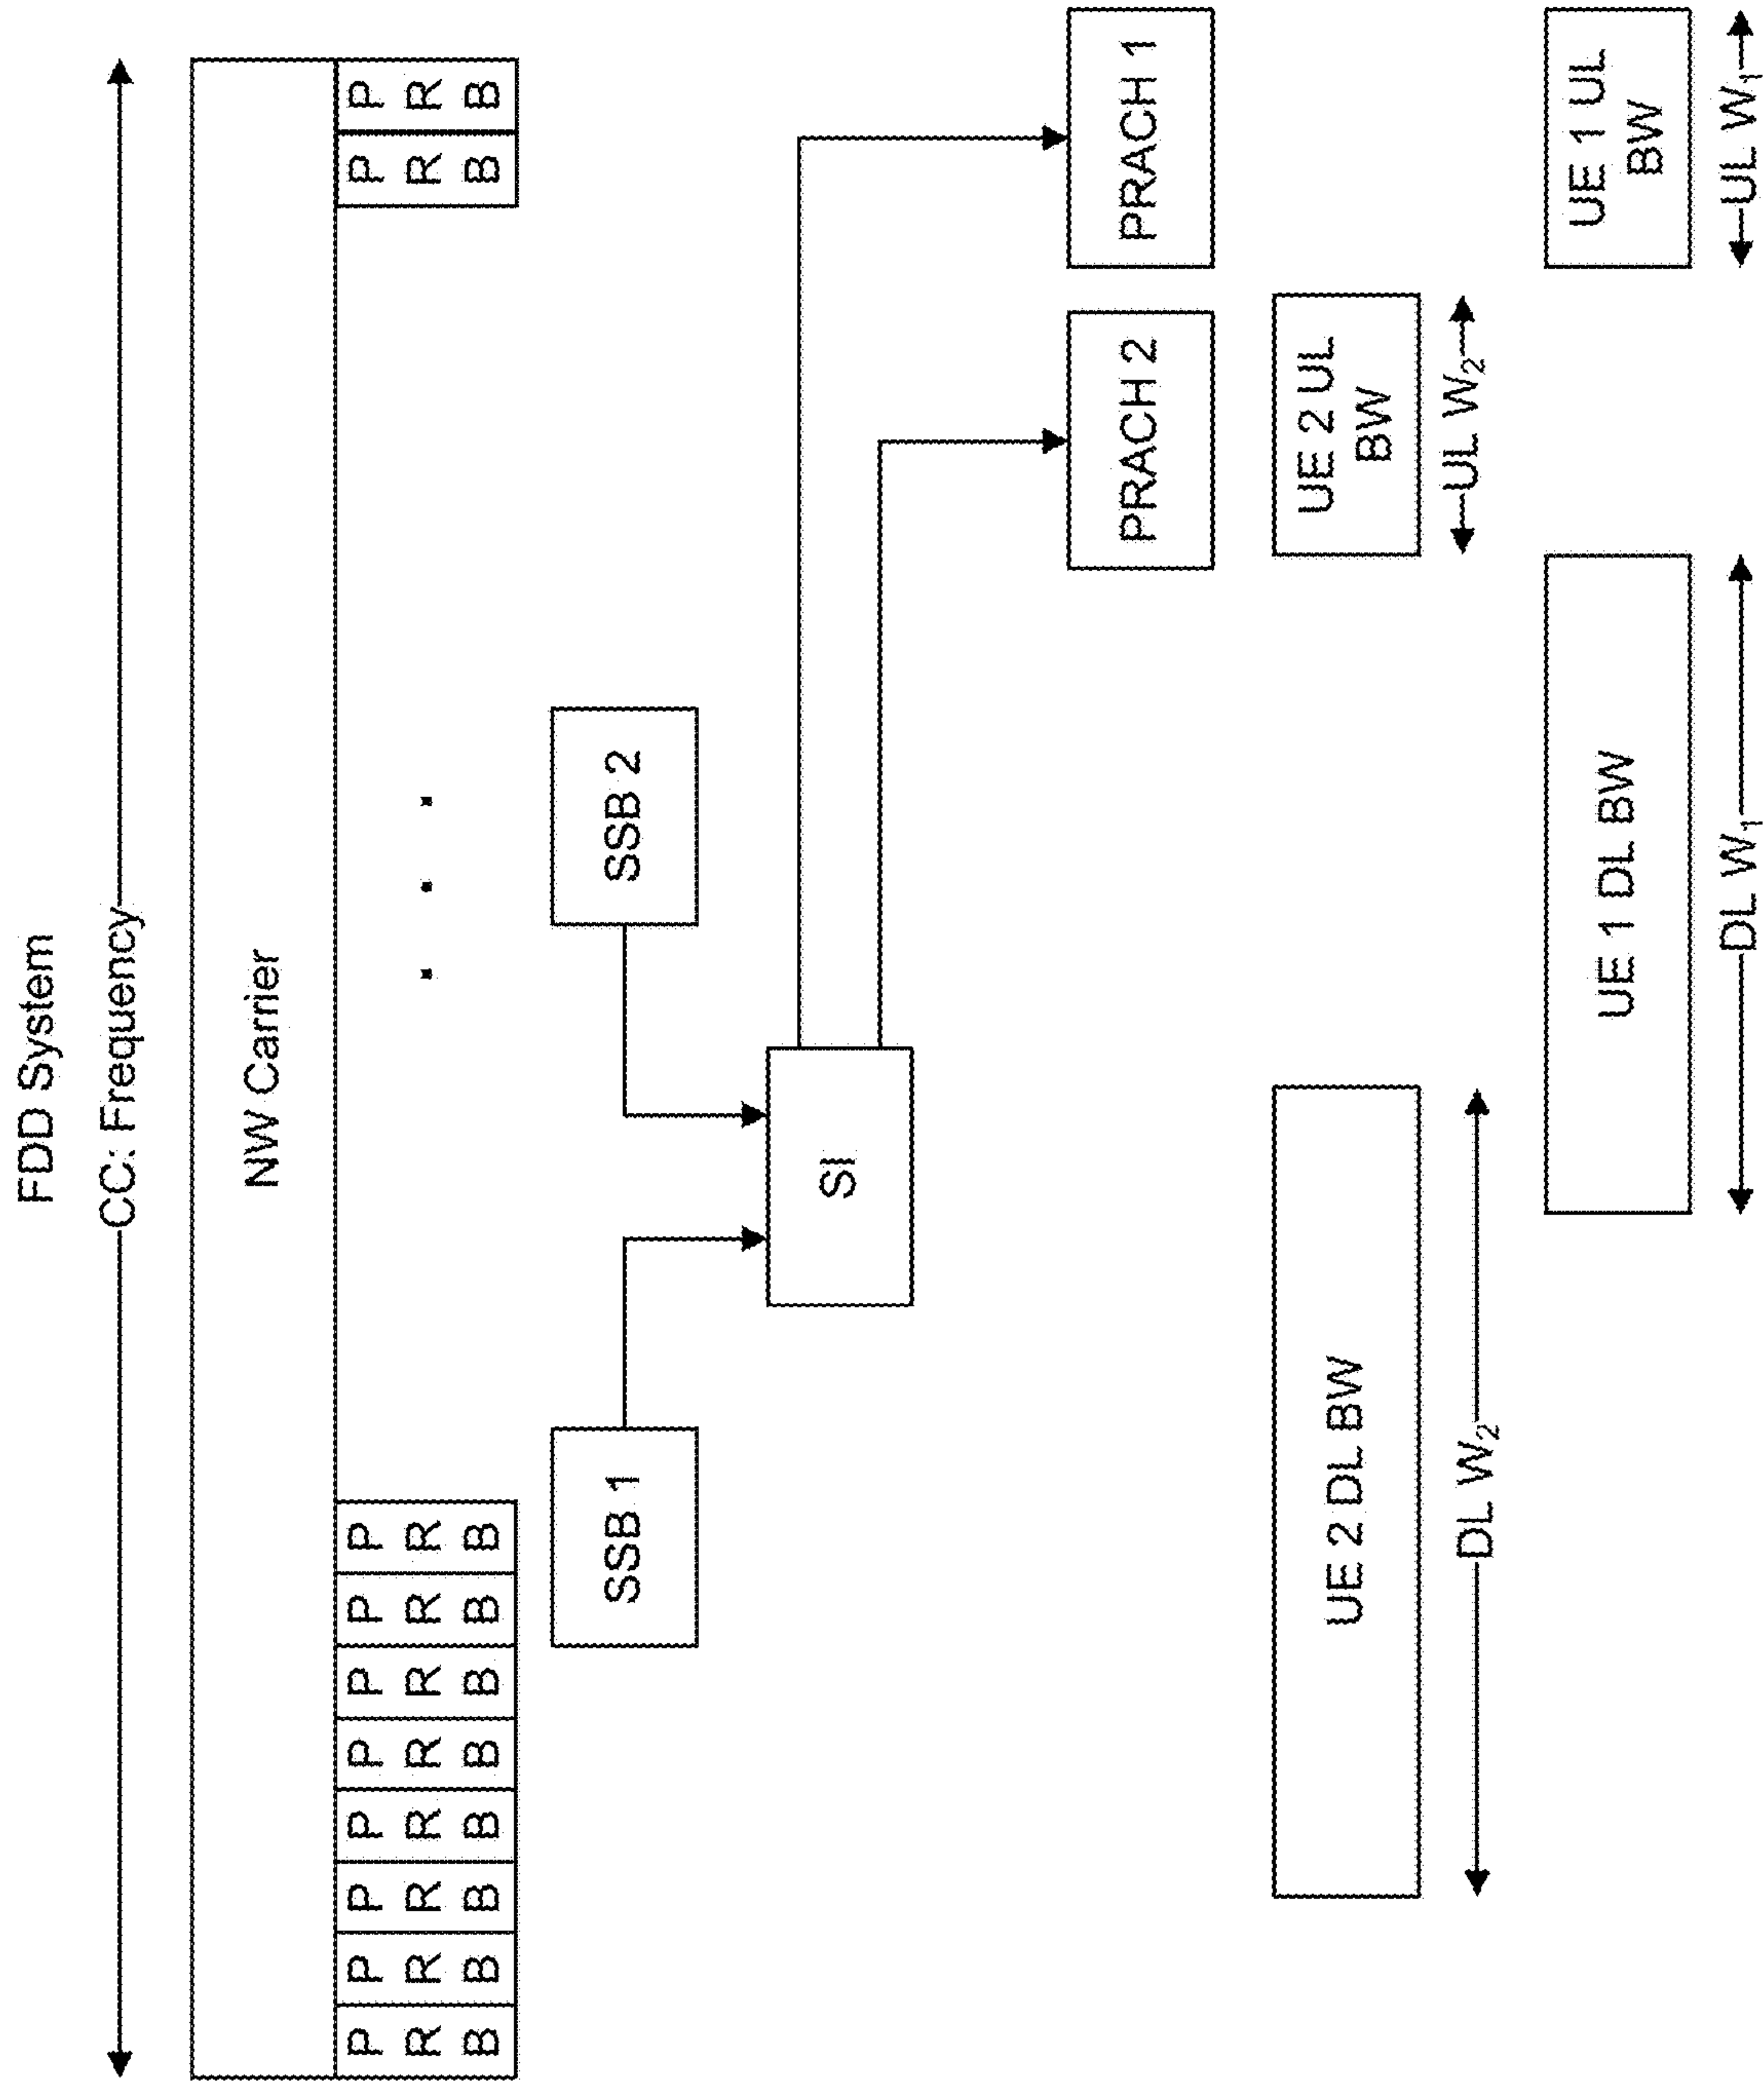 FDD System
CC: Frequency
NW Carrier
P P P P P P P P P P
R R R R R R R R . . . R R
B B B B B B B B B B
SSB 1
SSB 2
SI
PRACH 2
PRACH 1
UE 2 DL BW
UE 2 UL
BW
DL W₂
UL W₂
UE 1 DL BW
UE 1 UL
BW
DL W₁
UL W₁